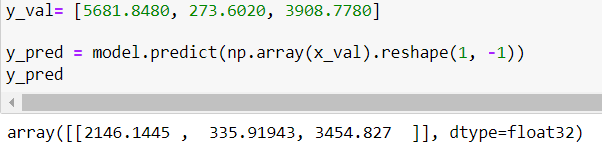 y_val= [5681.8480, 273.6020, 3908.7780]
y_pred = model.predict(np.array(x_val).reshape(1, -1))
y_pred
array([[2146.1445 ,  335.91943, 3454.827  ]], dtype=float32)